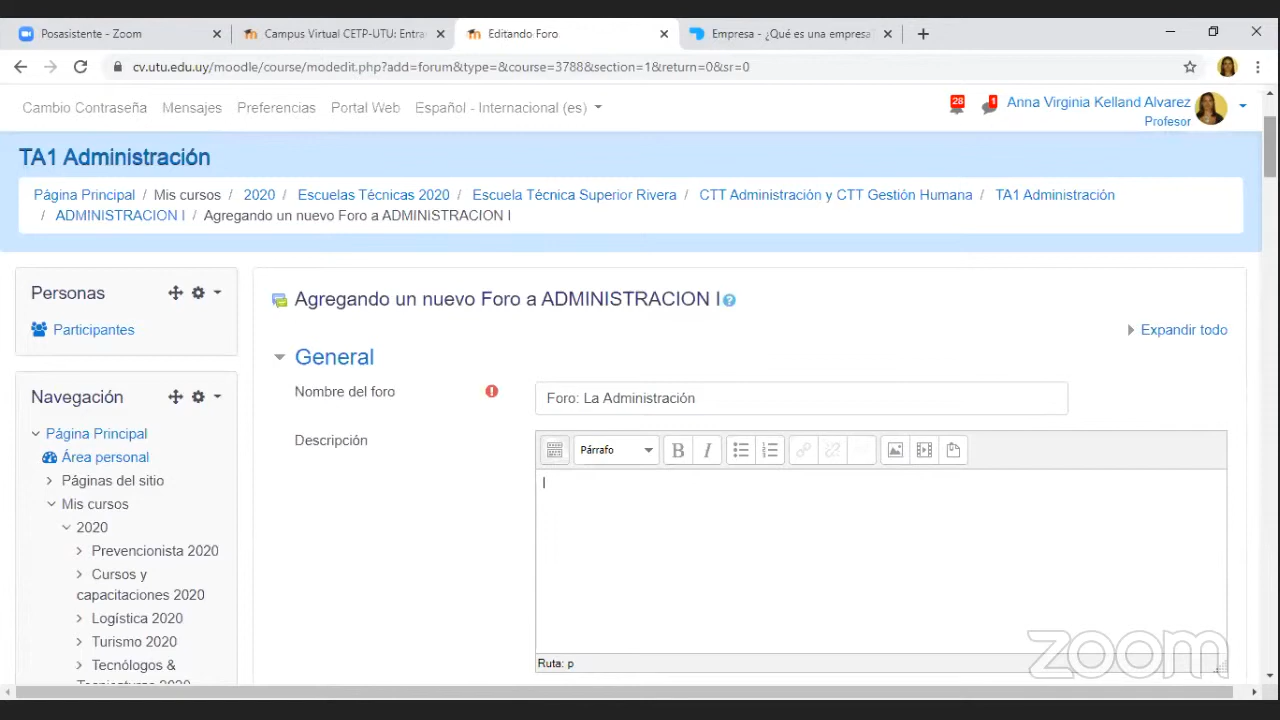 Posasistente - Zoom
Campus Virtual CETP-UTU: Entra
Editando Foro
Empresa - ¿Qué es una empresa?
cv.utu.edu.uy/moodle/course/modedit.php?add=forum&type=&course=3788&section=1&return=0&sr=0
Cambio Contraseña Mensajes Preferencias Portal Web Español - Internacional (es)
28
1
Anna Virginia Kelland Alvarez
Profesor
TA1 Administración
Página Principal / Mis cursos / 2020 / Escuelas Técnicas 2020 / Escuela Técnica Superior Rivera / CTT Administración y CTT Gestión Humana / TA1 Administración
/ ADMINISTRACION I / Agregando un nuevo Foro a ADMINISTRACION I
Personas
Participantes
Navegación
Página Principal
Área personal
Páginas del sitio
Mis cursos
2020
Prevencionista 2020
Cursos y
capacitaciones 2020
Logística 2020
Turismo 2020
Tecnólogos &
Tecnicaturas 2020
Agregando un nuevo Foro a ADMINISTRACION I
Expandir todo
General
Nombre del foro
Foro: La Administración
Descripción
Párrafo
B I
Ruta: p
zoom